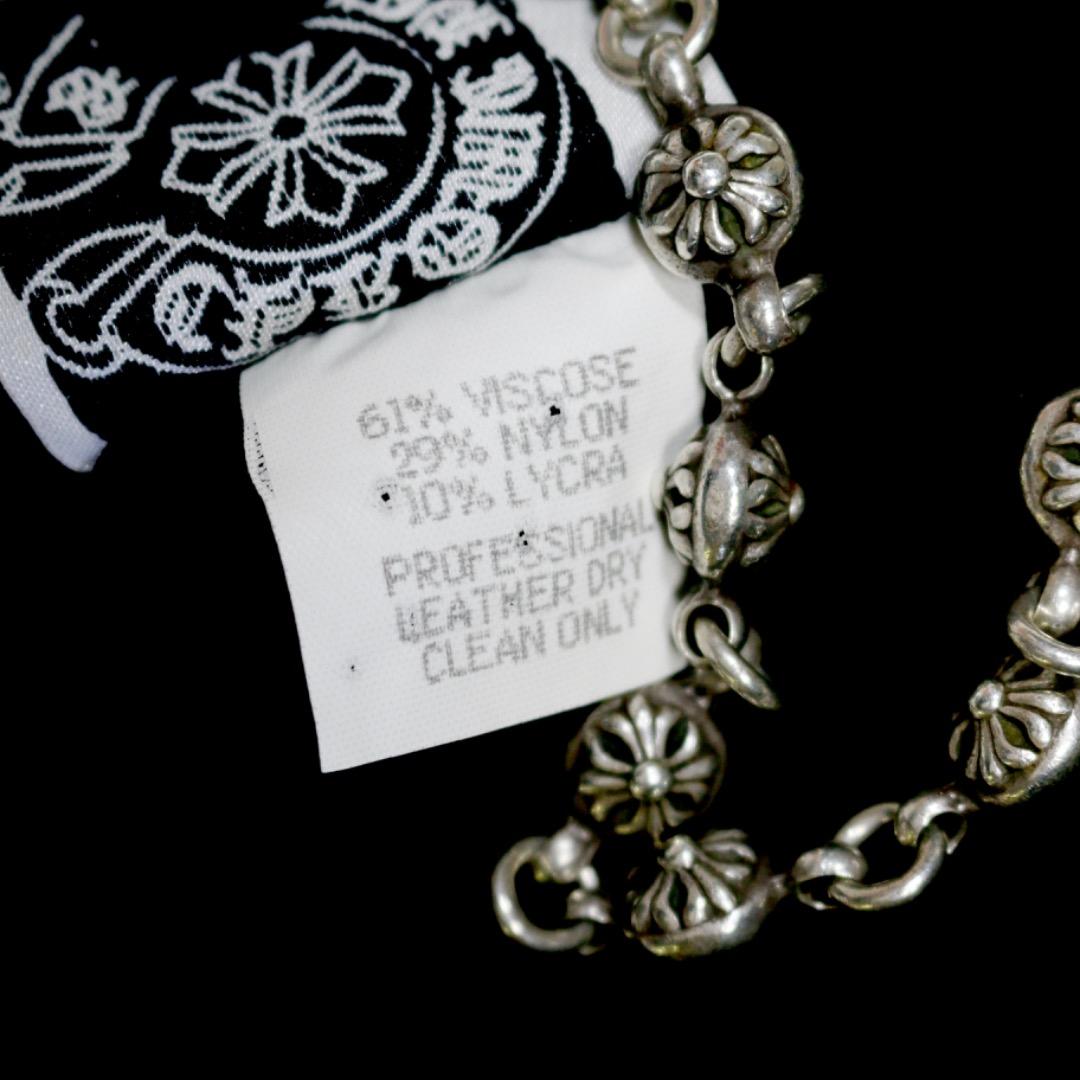 61% VISCOSE
29% NYLON
10% LYCRA
PROFESSIONAL
LEATHER DRY
CLEAN ONLY